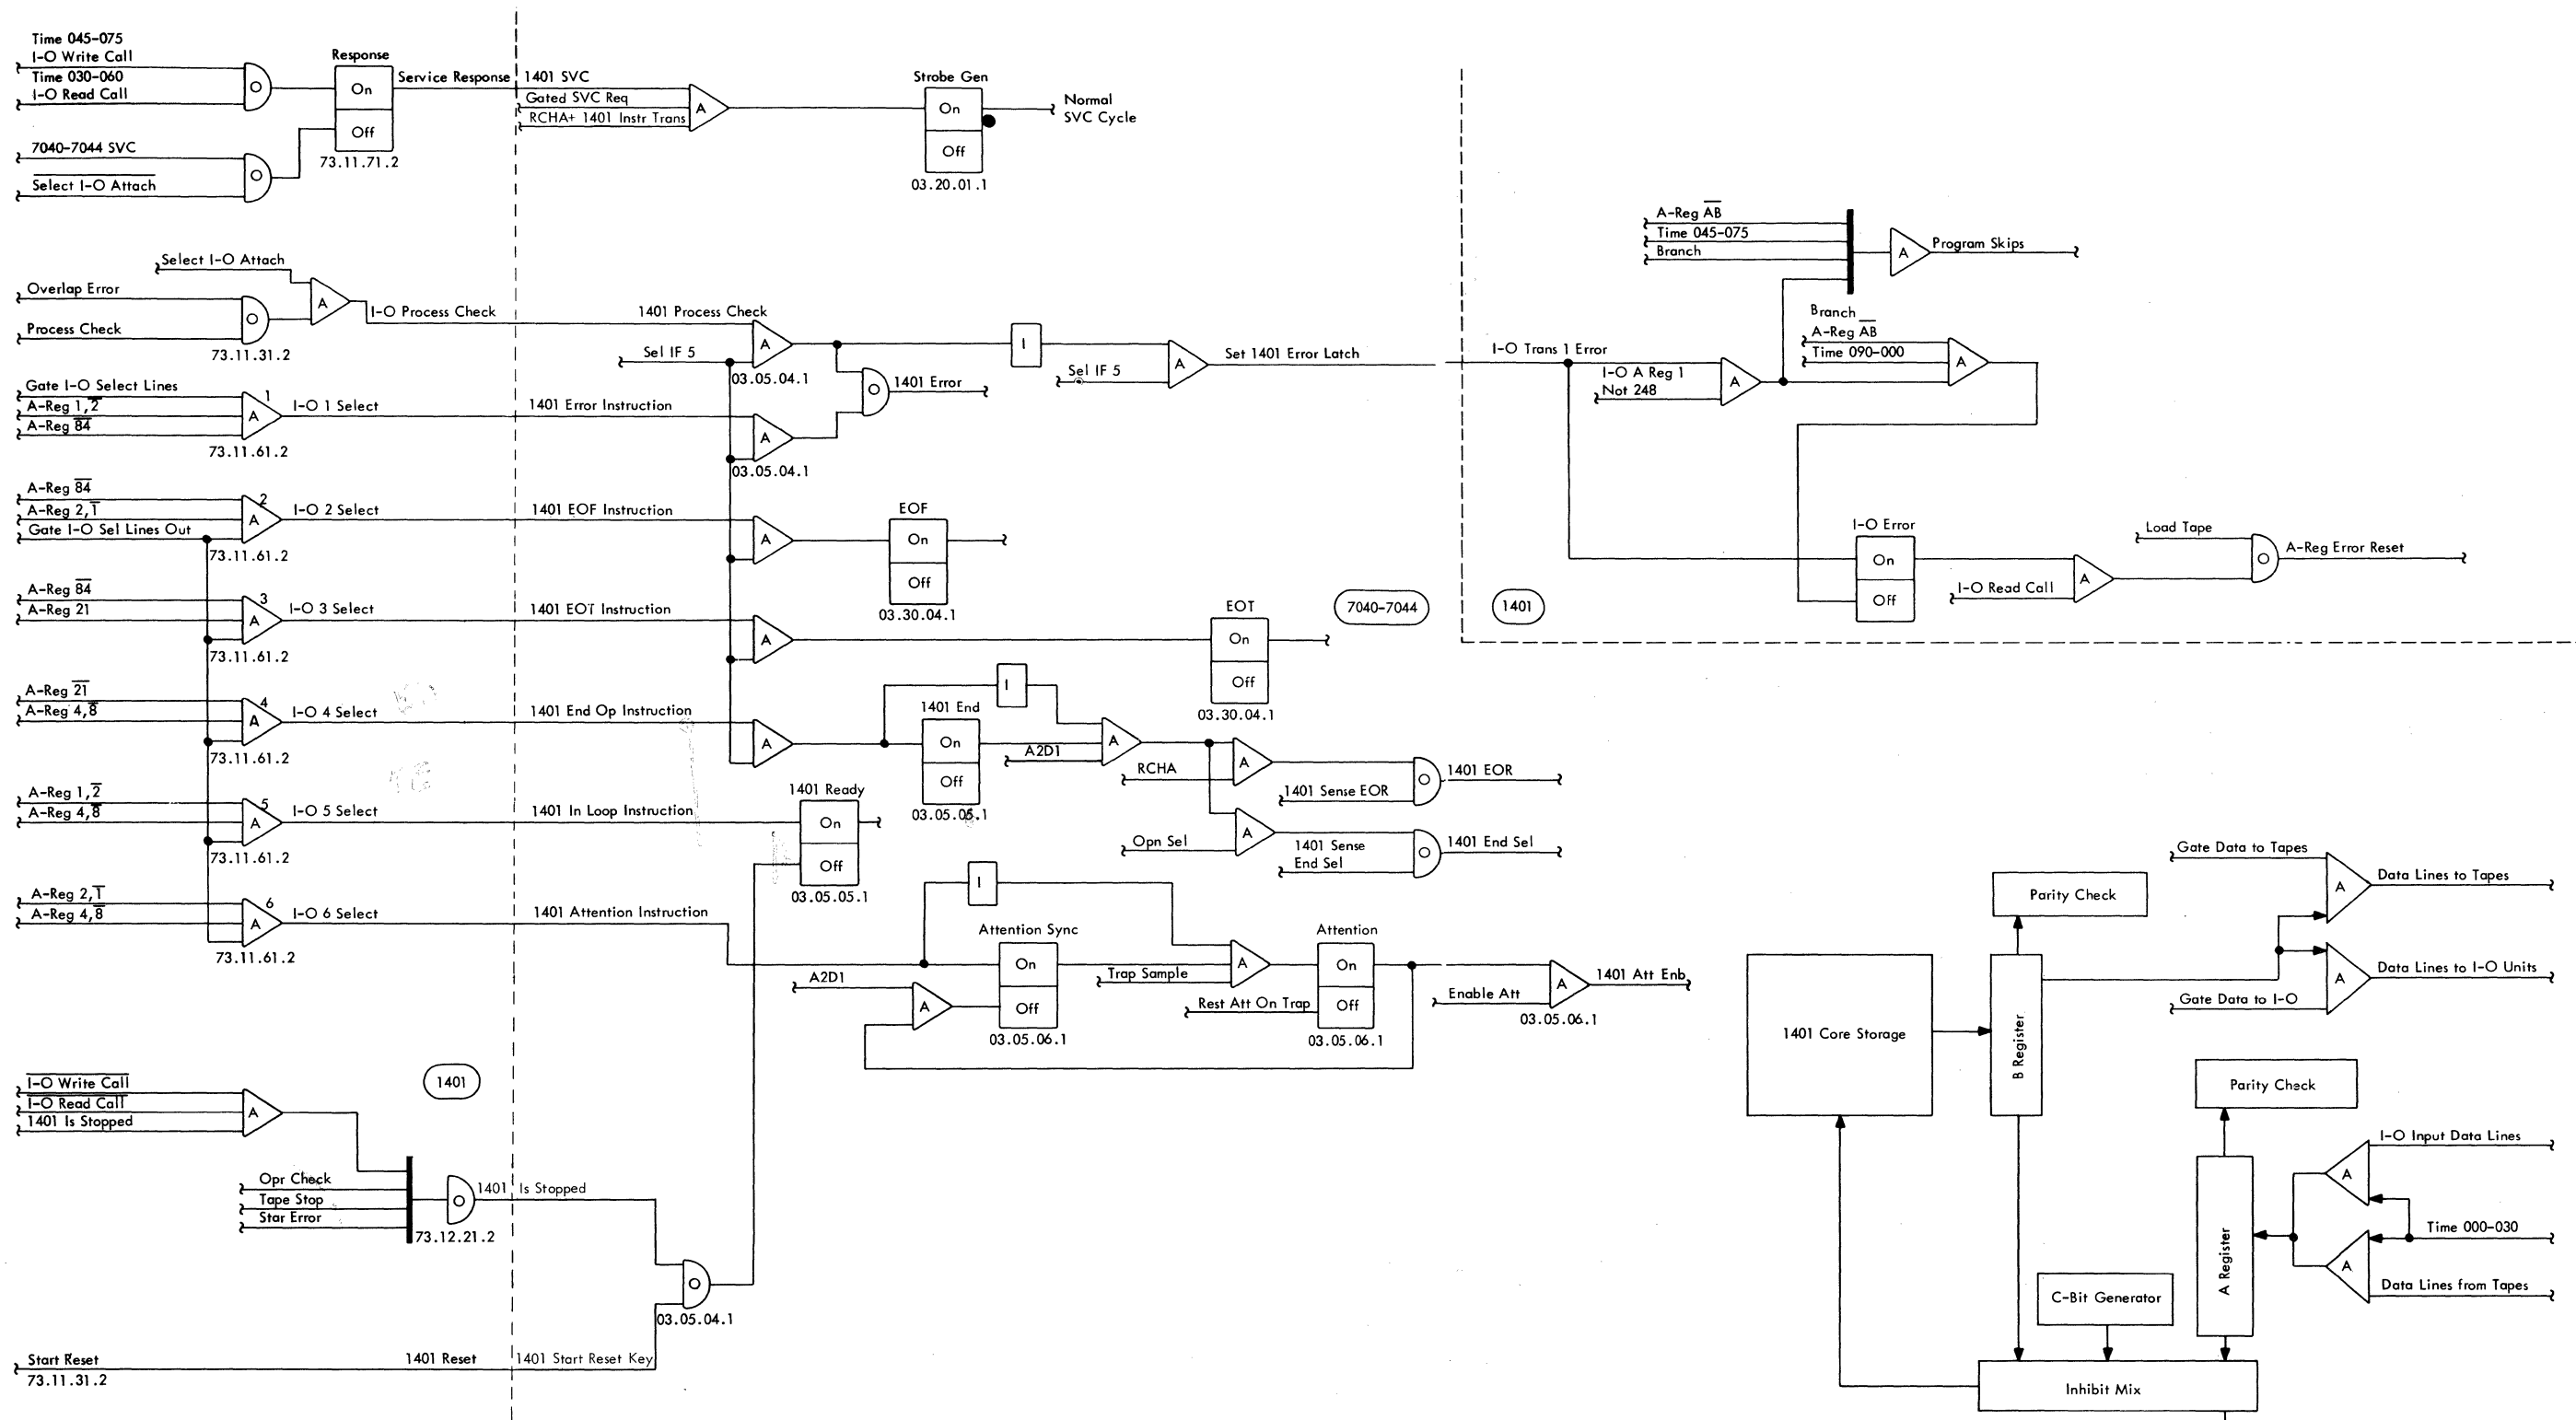 Time 045-075
I-O Write Call
Time 030-060
I-O Read Call
Response
On
Off
73.11.71.2
Service Response
7040-7044 SVC
Select I-O Attach
1401 SVC
Gated SVC Req
RCHA+ 1401 Instr Trans
A
O
O
Strobe Gen
On
Off
03.20.01.1
Normal
SVC Cycle
Select I-O Attach
Overlap Error
Process Check
O
A
73.11.31.2
I-O Process Check
1401 Process Check
Sel IF 5
A
03.05.04.1
I
Sel IF 5
A
Set 1401 Error Latch
O
1401 Error
Gate I-O Select Lines
A-Reg 1,2̅
A-Reg 8̅4̅
1
A
73.11.61.2
I-O 1 Select
1401 Error Instruction
A
03.05.04.1
A-Reg 8̅4̅
A-Reg 2,1̅
Gate I-O Sel Lines Out
2
A
73.11.61.2
I-O 2 Select
1401 EOF Instruction
A
EOF
On
Off
03.30.04.1
A-Reg 8̅4̅
A-Reg 21
3
A
73.11.61.2
I-O 3 Select
1401 EOT Instruction
A
EOT
On
Off
03.30.04.1
7040-7044
1401
A-Reg 2̅1̅
A-Reg 4,8̅
4
A
73.11.61.2
I-O 4 Select
1401 End Op Instruction
A
1401 End
On
Off
03.05.05.1
I
A2D1
A
RCHA
A
1401 Sense EOR
O
1401 EOR
Opn Sel
A
1401 Sense
End Sel
O
1401 End Sel
A-Reg 1,2̅
A-Reg 4,8̅
5
A
73.11.61.2
I-O 5 Select
1401 In Loop Instruction
1401 Ready
On
Off
03.05.05.1
A-Reg 2,1̅
A-Reg 4,8̅
6
A
73.11.61.2
I-O 6 Select
1401 Attention Instruction
I
A2D1
A
Attention Sync
On
Off
03.05.06.1
Trap Sample
A
Rest Att On Trap
Attention
On
Off
03.05.06.1
Enable Att
A
03.05.06.1
1401 Att Enb
I-O Write Call
I-O Read Call
1401 Is Stopped
A
1401
Opr Check
Tape Stop
Star Error
O
73.12.21.2
1401 Is Stopped
O
03.05.04.1
Start Reset
73.11.31.2
1401 Reset
1401 Start Reset Key
A-Reg A̅B̅
Time 045-075
Branch
A
Program Skips
I-O Trans 1 Error
I-O A Reg 1
Not 248
A
Branch
A-Reg A̅B̅
Time 090-000
A
I-O Error
On
Off
I-O Read Call
A
Load Tape
O
A-Reg Error Reset
1401 Core Storage
Parity Check
B Register
Gate Data to Tapes
A
Data Lines to Tapes
A
Data Lines to I-O Units
Gate Data to I-O
Parity Check
A Register
I-O Input Data Lines
A
Time 000-030
A
Data Lines from Tapes
C-Bit Generator
Inhibit Mix